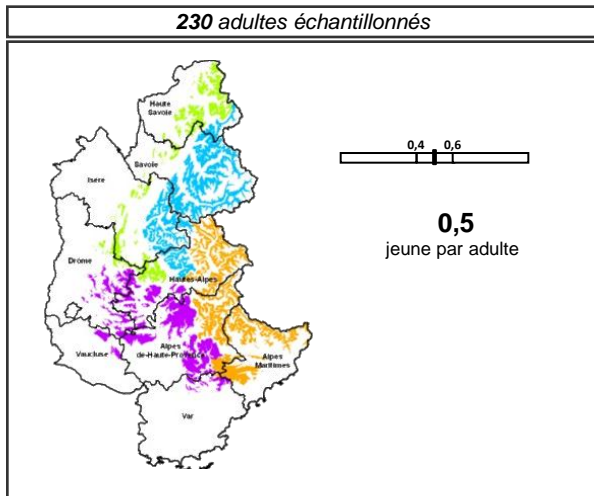 230 adultes échantillonnés
Haute
Savoie
Savoie
Isère
Drôme
Hautes-Alpes
Vaucluse
Alpes
de-Haute-Provence
Alpes
Maritimes
Var
0,4 0,6
0,5
jeune par adulte